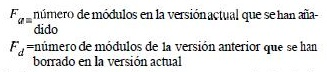 Fa = número de módulos en la versión actual que se han aña-
dido
Fd = número de módulos de la versión anterior que se han
borrado en la versión actual